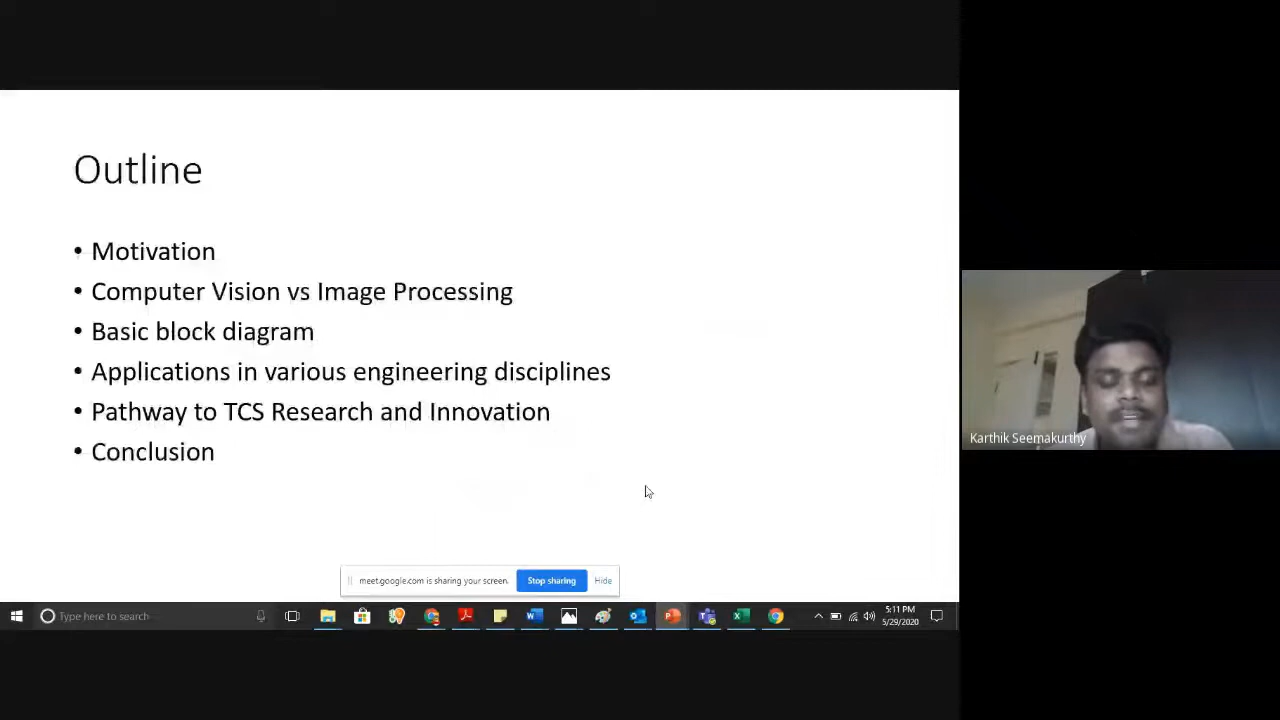 Outline
• Motivation
• Computer Vision vs Image Processing
• Basic block diagram
• Applications in various engineering disciplines
• Pathway to TCS Research and Innovation
• Conclusion
Karthik Seemakurthy
meet.google.com is sharing your screen.
Stop sharing
Hide
Type here to search
5:11 PM
5/29/2020